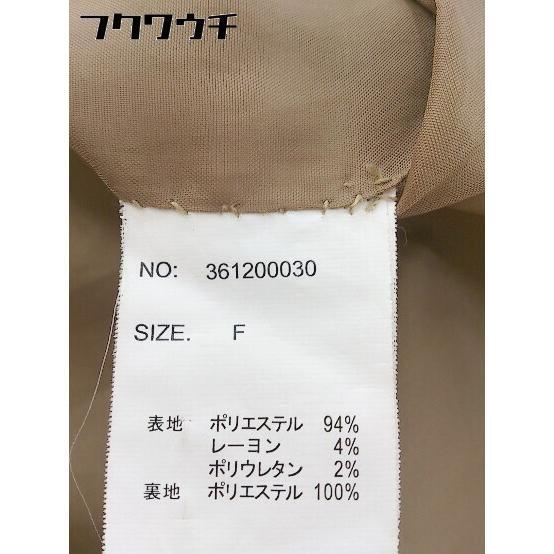 フクワウチ
NO: 361200030
SIZE. F
表地 ポリエステル 94%
レーヨン 4%
ポリウレタン 2%
裏地 ポリエステル 100%